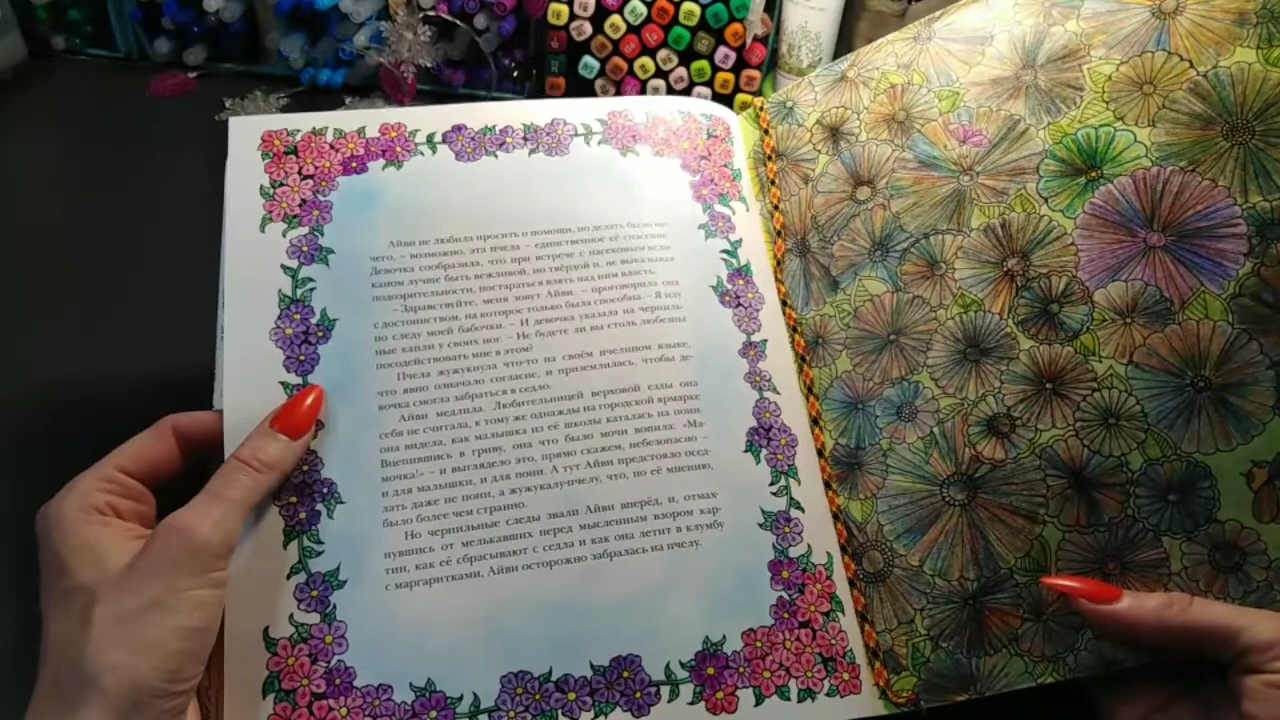 Айви не любила просить о помощи, но делать было не-
чего, – возможно, эта пчела – единственное её спасение.
Девочка сообразила, что при встрече с насекомым-вели-
каном лучше быть вежливой, но твёрдой и, не выказывая
подозрительности, постараться взять над ним власть.
– Здравствуйте, меня зовут Айви, – проговорила она
с достоинством, на которое только была способна. – Я иду
по следу моей бабочки. – И девочка указала на черниль-
ные капли у своих ног. – Не будете ли вы столь любезны
посодействовать мне в этом?
Пчела жужукнула что-то на своём пчелином языке,
что явно означало согласие, и приземлилась, чтобы де-
вочка смогла забраться в седло.
Айви медлила. Любительницей верховой езды она
себя не считала, к тому же однажды на городской ярмарке
она видела, как малышка из её школы каталась на пони.
Вцепившись в гриву, она что было мочи вопила: «Ма-
мочка!» – и выглядело это, прямо скажем, небезопасно –
и для малышки, и для пони. А тут Айви предстояло осед-
лать даже не пони, а жужукалу-пчелу, что, по её мнению,
было более чем странно.
Но чернильные следы звали Айви вперёд, и, отмах-
нувшись от мелькавших перед мысленным взором кар-
тин, как её сбрасывают с седла и как она летит в клумбу
с маргаритками, Айви осторожно забралась на пчелу.